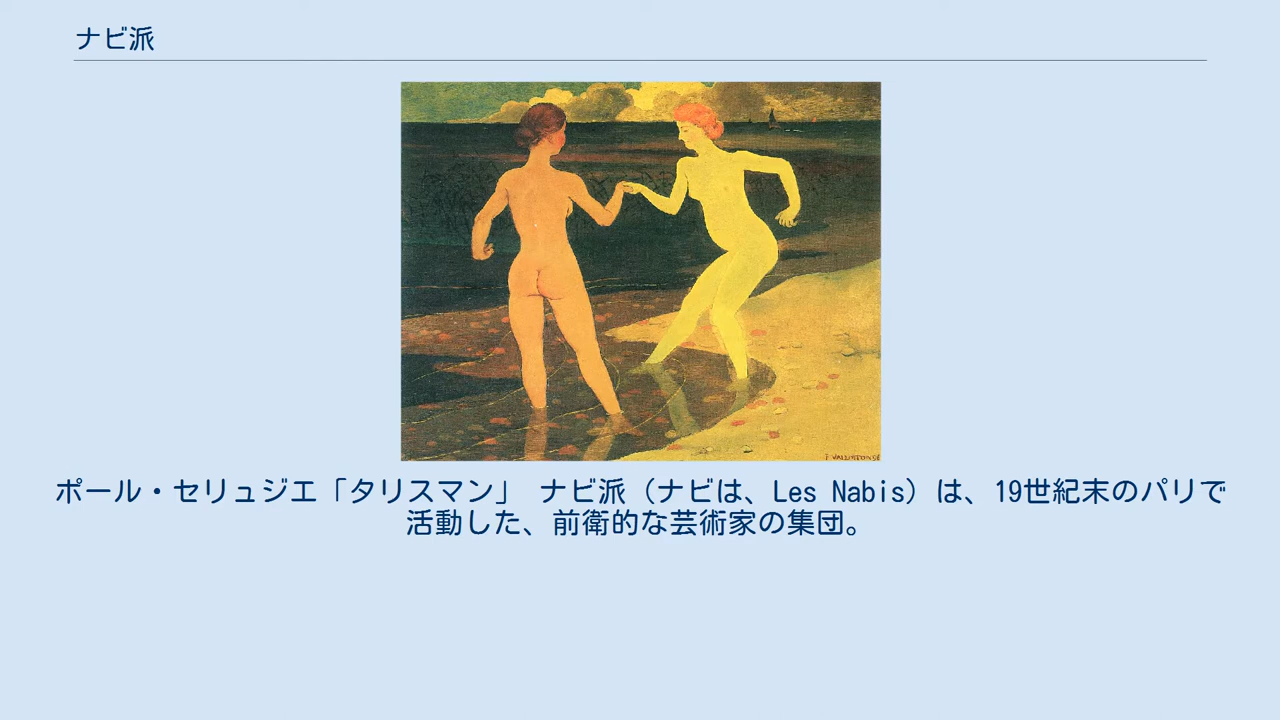 ナビ派
F. VALLOTTON. 98
ポール・セリュジエ「タリスマン」 ナビ派（ナビは、Les Nabis）は、19世紀末のパリで
活動した、前衛的な芸術家の集団。